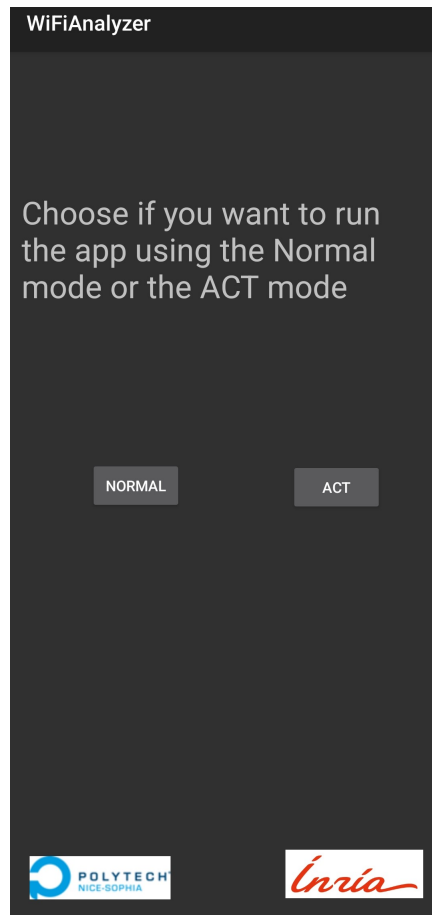 WiFiAnalyzer
Choose if you want to run
the app using the Normal
mode or the ACT mode
NORMAL
ACT
POLYTECH
NICE-SOPHIA
Inria